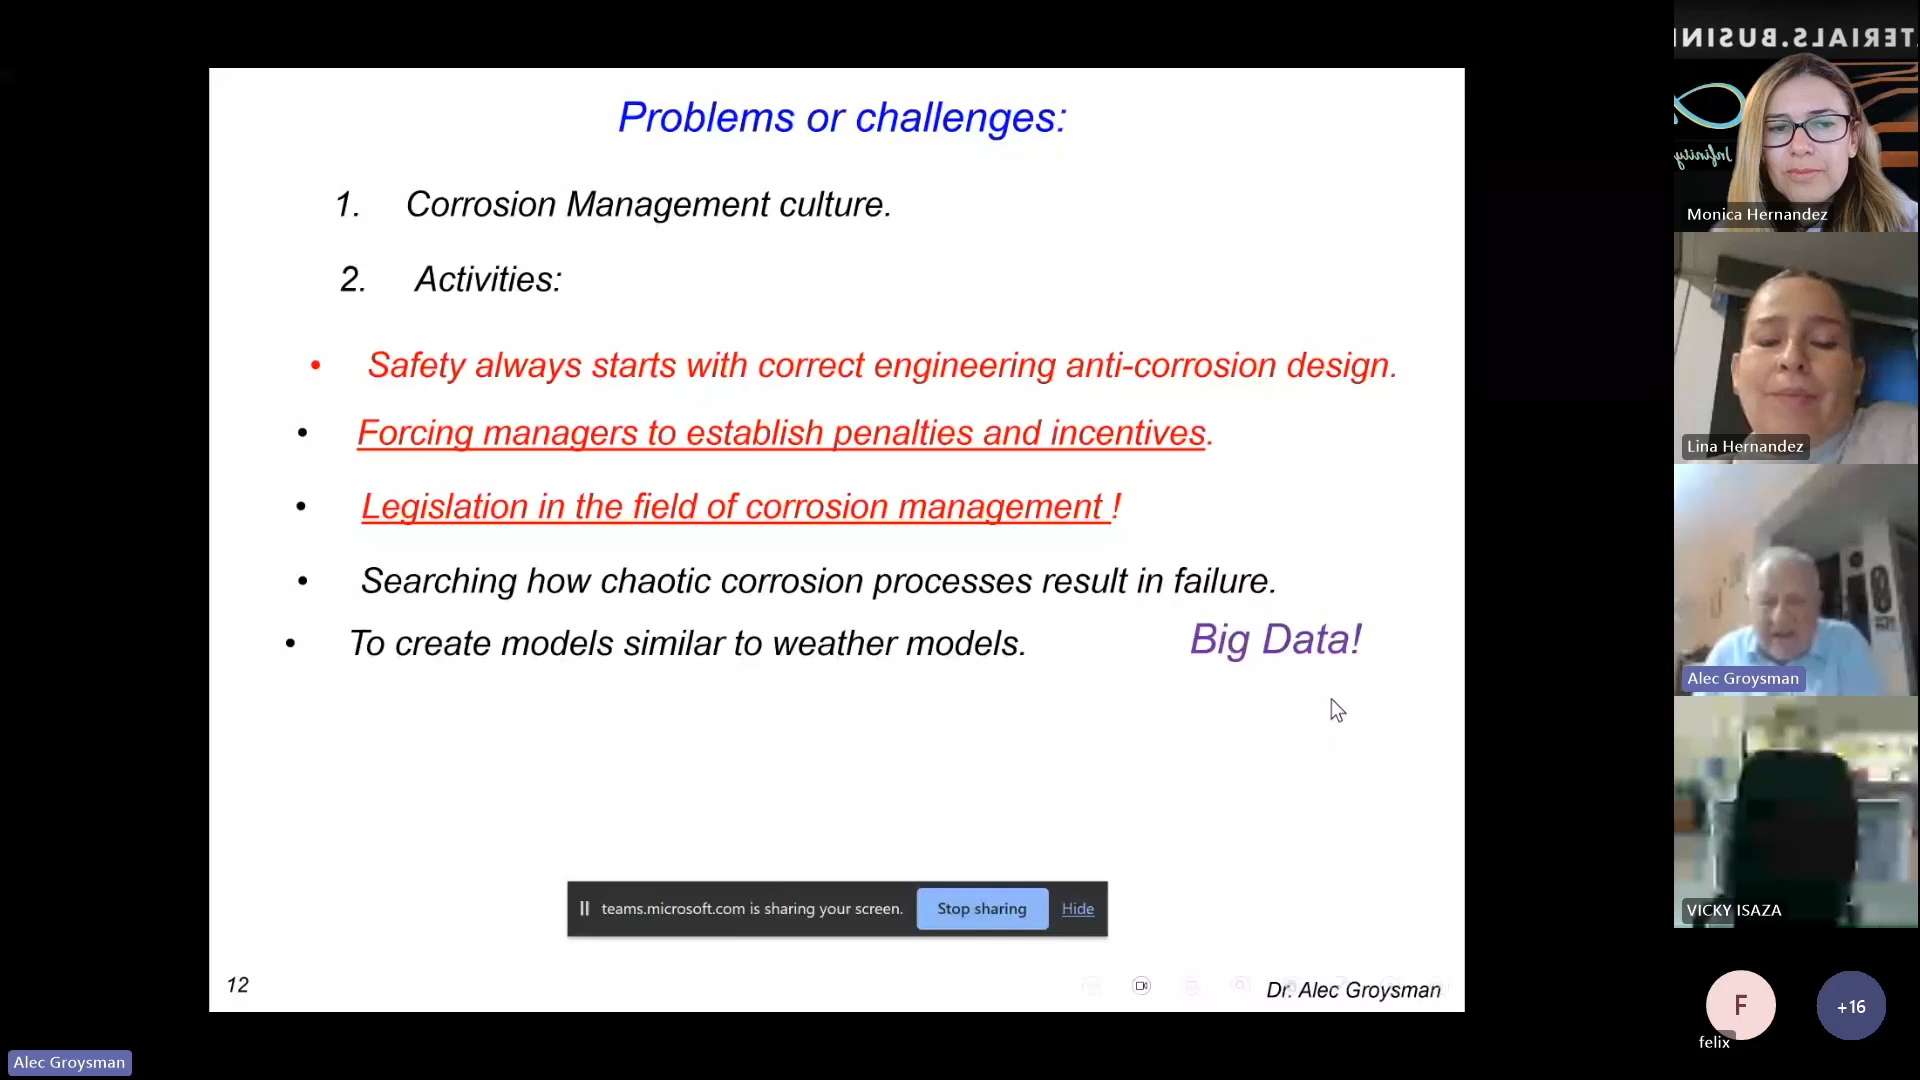 Problems or challenges:
1. Corrosion Management culture.
2. Activities:
• Safety always starts with correct engineering anti-corrosion design.
• Forcing managers to establish penalties and incentives.
• Legislation in the field of corrosion management !
• Searching how chaotic corrosion processes result in failure.
• To create models similar to weather models.
Big Data!
teams.microsoft.com is sharing your screen.
Stop sharing
Hide
12
Dr. Alec Groysman
Alec Groysman
TERIALS.BUSINE
Infinity
Monica Hernandez
Lina Hernandez
Alec Groysman
VICKY ISAZA
F
felix
+16